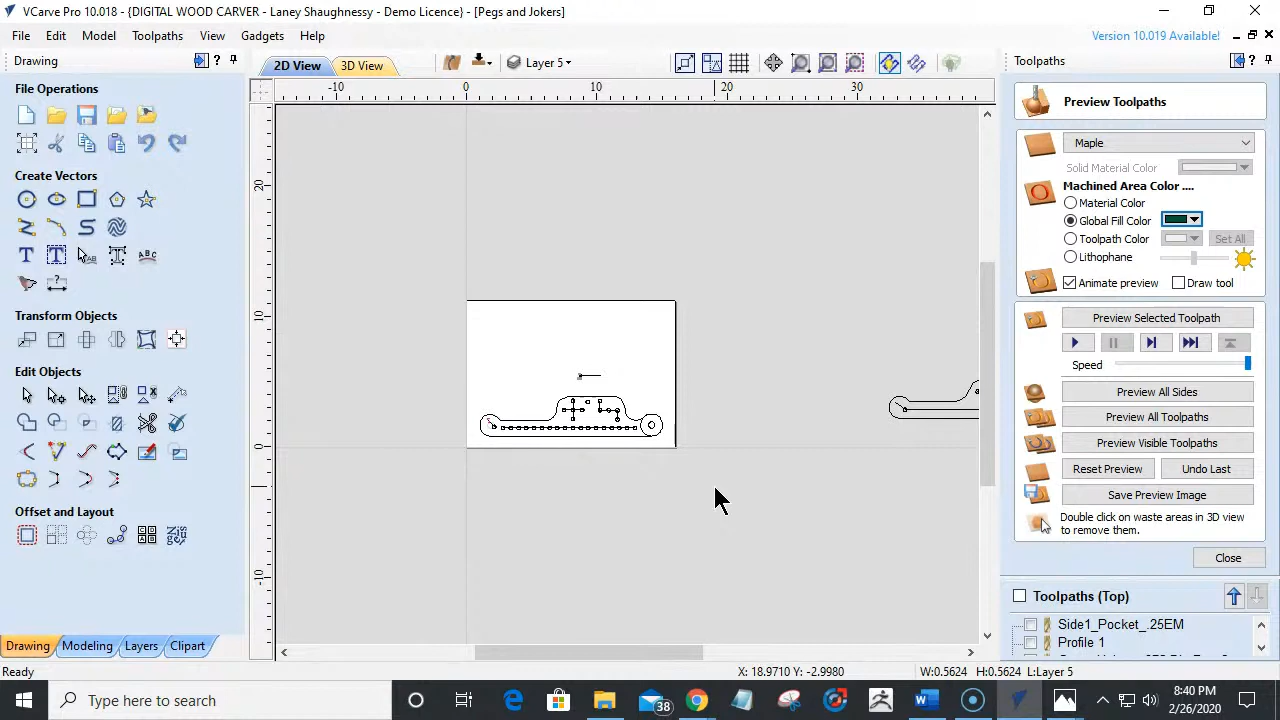 VCarve Pro 10.018 - {DIGITAL WOOD CARVER - Laney Shaughnessy - Demo Licence} - [Pegs and Jokers]
File Edit Model Toolpaths View Gadgets Help Version 10.019 Available!
Drawing
2D View 3D View Layer 5
Toolpaths
File Operations
-10 0 10 20 30
Preview Toolpaths
Maple
Solid Material Color
Create Vectors
Machined Area Color ....
20
Material Color
Global Fill Color
Toolpath Color Set All
Lithophane
T T
ABC
Animate preview Draw tool
Transform Objects
10
Preview Selected Toolpath
Speed
Edit Objects
Preview All Sides
Preview All Toolpaths
Preview Visible Toolpaths
0
Reset Preview Undo Last
Save Preview Image
Offset and Layout
Double click on waste areas in 3D view
to remove them.
Close
-10
Toolpaths (Top)
Side1_Pocket_.25EM
Profile 1
Drawing Modeling Layers Clipart
Ready X: 18.9710 Y: -2.9980 W:0.5624 H:0.5624 L:Layer 5
Type here to search
38
8:40 PM
2/26/2020